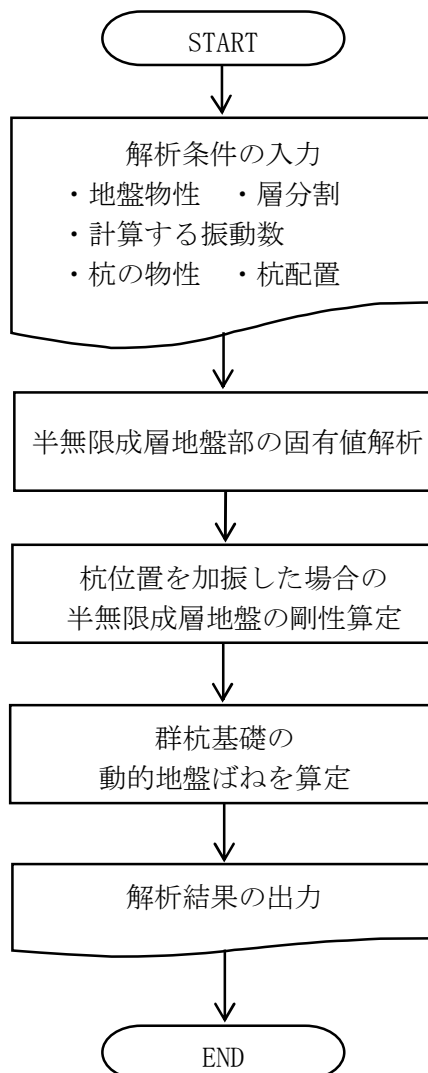 START
解析条件の入力
・地盤物性 ・層分割
・計算する振動数
・杭の物性 ・杭配置
半無限成層地盤部の固有値解析
杭位置を加振した場合の
半無限成層地盤の剛性算定
群杭基礎の
動的地盤ばねを算定
解析結果の出力
END